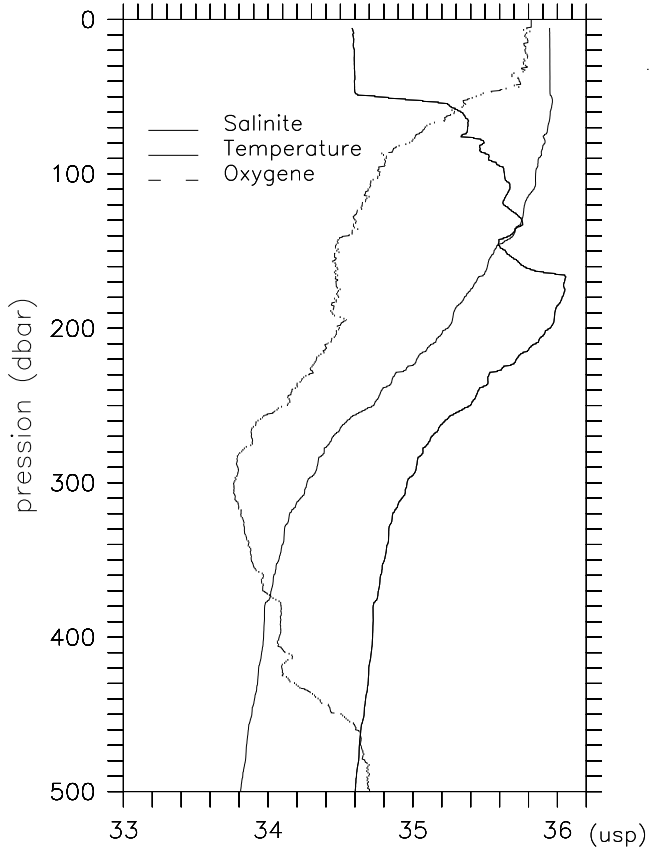 0
Salinite
Temperature
Oxygene
100
200
pression (dbar)
300
400
500
33 34 35 36 (usp)